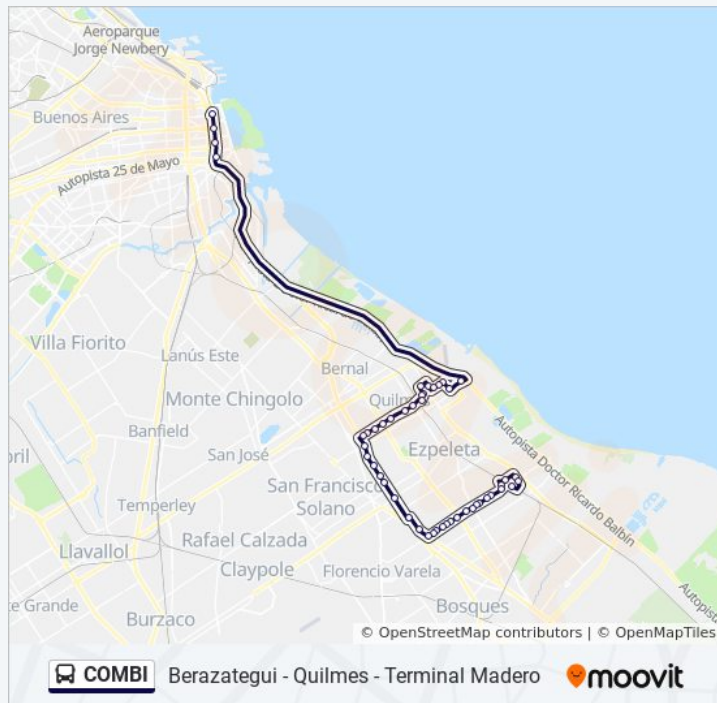 Aeroparque
Jorge Newbery
Buenos Aires
Autopista 25 de Mayo
Villa Fiorito
Lanús Este
Bernal
Monte Chingolo
Quilmes
Banfield
Autopista Doctor Ricardo Balbín
San José
Ezpeleta
San Francisco
Solano
Temperley
Rafael Calzada
Llavallol
Claypole
Florencio Varela
Bosques
Burzaco
Autopista
© OpenStreetMap contributors | © OpenMapTiles
COMBI
Berazategui - Quilmes - Terminal Madero
moovit